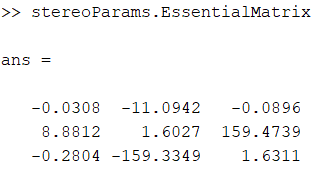 >> stereoParams.EssentialMatrix
ans =
-0.0308 -11.0942 -0.0896
8.8812 1.6027 159.4739
-0.2804 -159.3349 1.6311